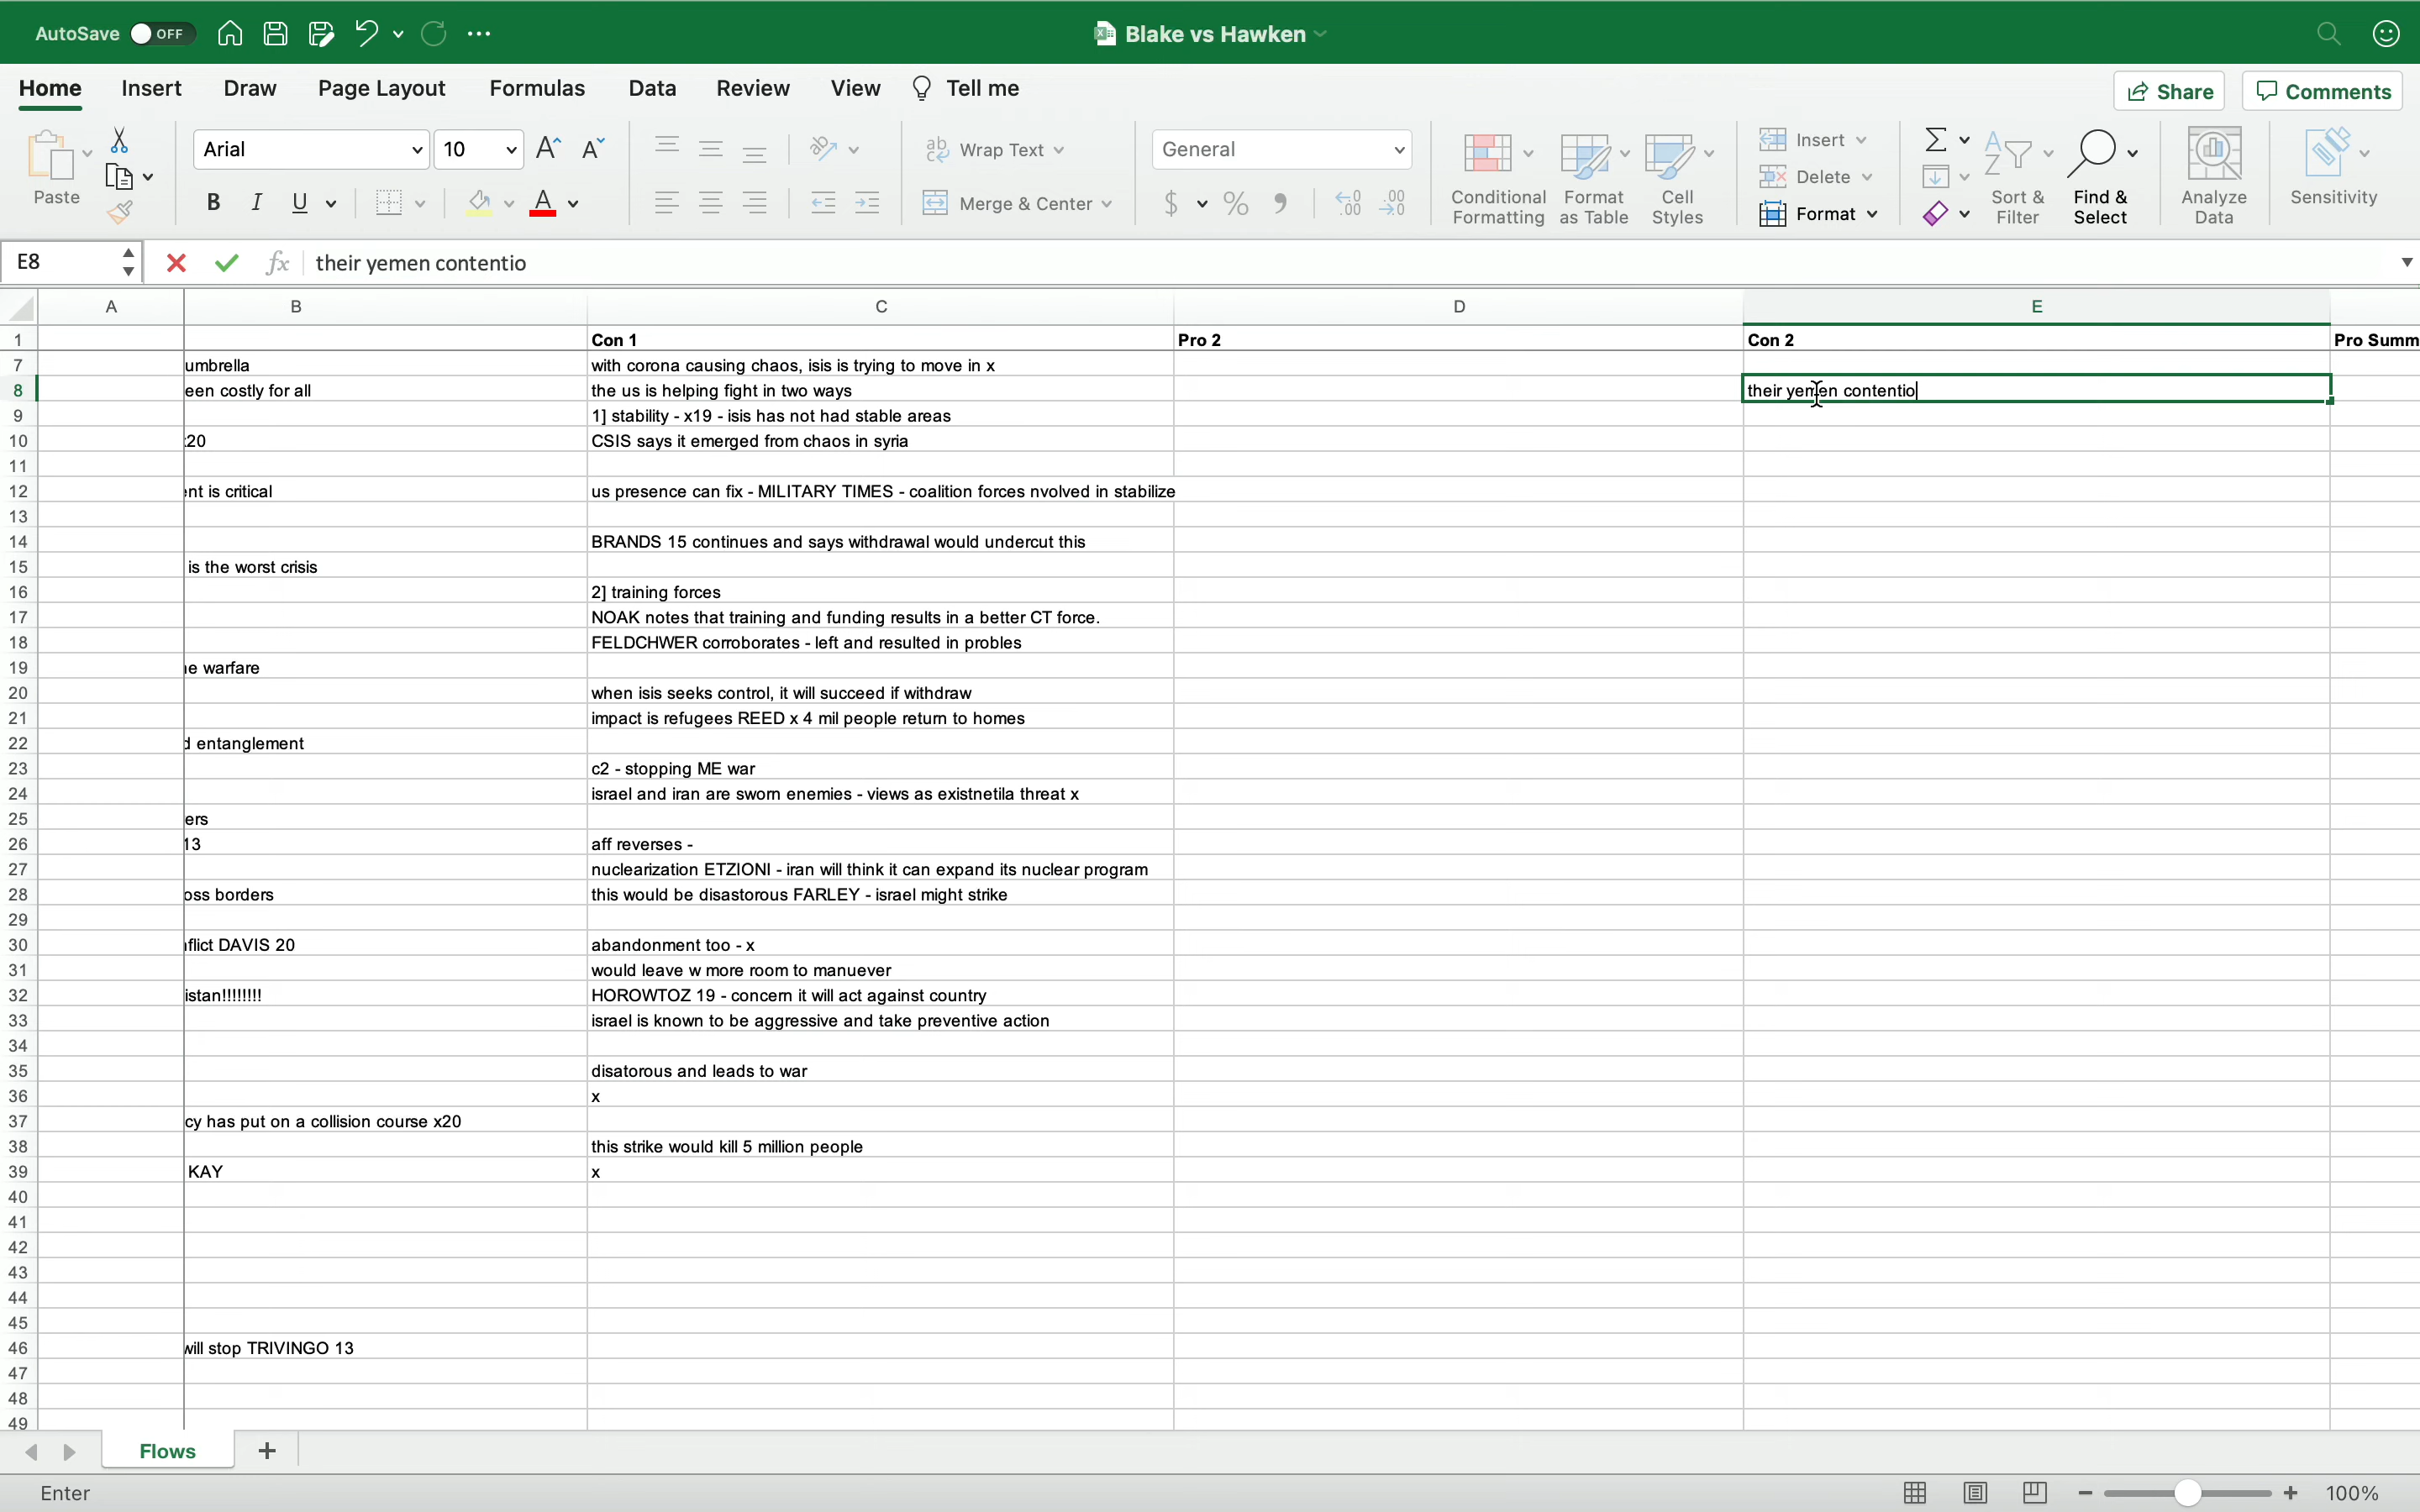 AutoSave OFF Blake vs Hawken
Home Insert Draw Page Layout Formulas Data Review View Tell me Share Comments
Paste Arial 10 Wrap Text General Insert
B I U Merge & Center $ % Conditional Formatting Format as Table Cell Styles Delete Format Sort & Filter Find & Select Analyze Data Sensitivity
E8 fx their yemen contentio
A B C D E
1 Con 1 Pro 2 Con 2 Pro Summ
7 umbrella with corona causing chaos, isis is trying to move in x
8 een costly for all the us is helping fight in two ways their yemen contentio
9 1] stability - x19 - isis has not had stable areas
10 20 CSIS says it emerged from chaos in syria
11
12 ent is critical us presence can fix - MILITARY TIMES - coalition forces nvolved in stabilize
13
14 BRANDS 15 continues and says withdrawal would undercut this
15 is the worst crisis
16 2] training forces
17 NOAK notes that training and funding results in a better CT force.
18 FELDCHWER corroborates - left and resulted in probles
19 e warfare
20 when isis seeks control, it will succeed if withdraw
21 impact is refugees REED x 4 mil people return to homes
22 d entanglement
23 c2 - stopping ME war
24 israel and iran are sworn enemies - views as existnetila threat x
25 ers
26 13 aff reverses -
27 nuclearization ETZIONI - iran will think it can expand its nuclear program
28 oss borders this would be disastorous FARLEY - israel might strike
29
30 flict DAVIS 20 abandonment too - x
31 would leave w more room to manuever
32 istan!!!!!!!! HOROWTOZ 19 - concern it will act against country
33 israel is known to be aggressive and take preventive action
34
35 disatorous and leads to war
36 x
37 cy has put on a collision course x20
38 this strike would kill 5 million people
39 KAY x
40
41
42
43
44
45
46 will stop TRIVINGO 13
47
48
49
Flows +
Enter 100%